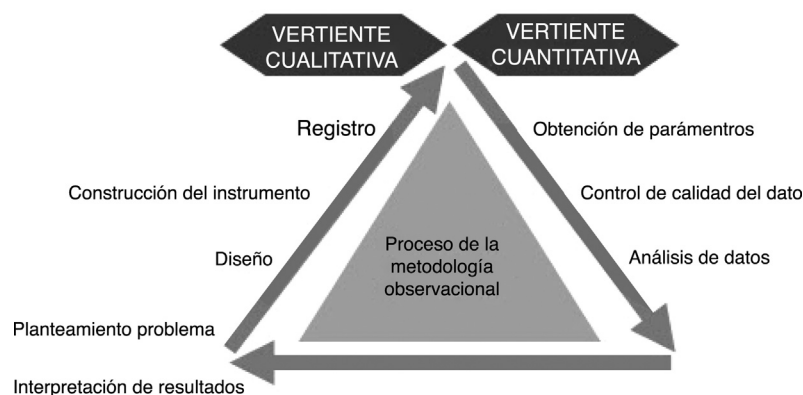 VERTIENTE
CUALITATIVA
VERTIENTE
CUANTITATIVA
Registro
Construcción del instrumento
Diseño
Planteamiento problema
Interpretación de resultados
Obtención de parámentros
Control de calidad del dato
Análisis de datos
Proceso de la
metodología
observacional